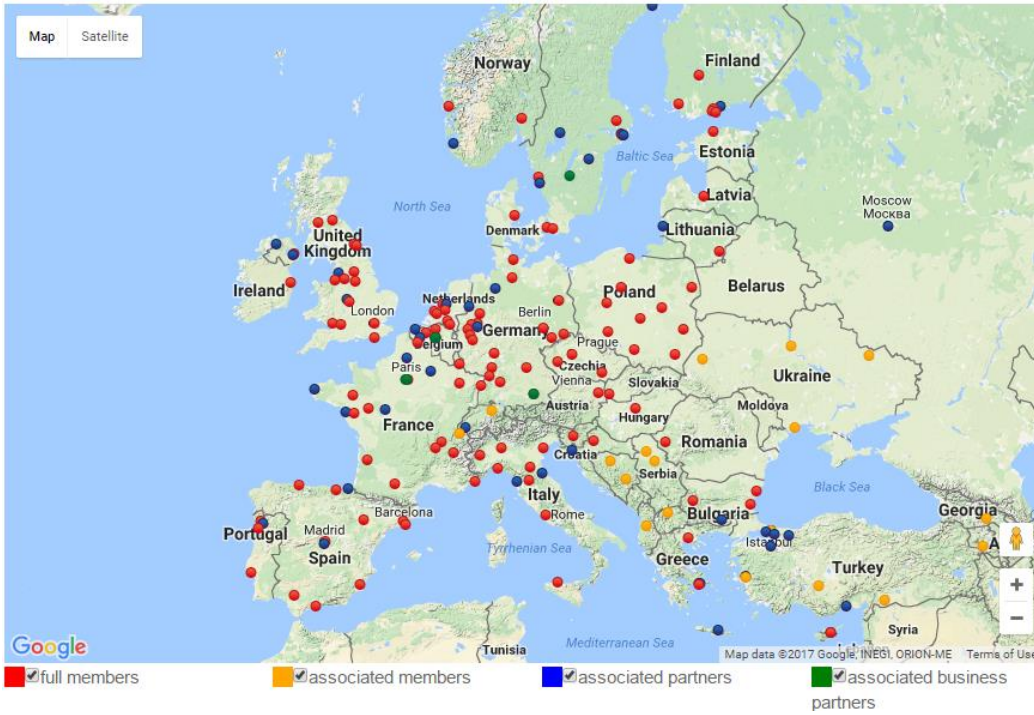 Map Satellite
Norway
Finland
Baltic Sea
Estonia
Latvia
Moscow
Москва
North Sea
Denmark
Lithuania
United
Kingdom
Ireland
Netherlands
Berlin
Poland
Belarus
London
Germany
Belgium
Prague
Paris
Czechia
Vienna
Slovakia
Ukraine
Austria
Hungary
Moldova
France
Romania
Croatia
Serbia
Italy
Black Sea
Barcelona
Rome
Bulgaria
Georgia
Portugal
Madrid
Spain
Istanbul
Tyrrhenian Sea
Greece
Turkey
Syria
Mediterranean Sea
Tunisia
Google
Map data ©2017 Google, INEGI, ORION-ME Terms of Use
full members associated members associated partners associated business
partners